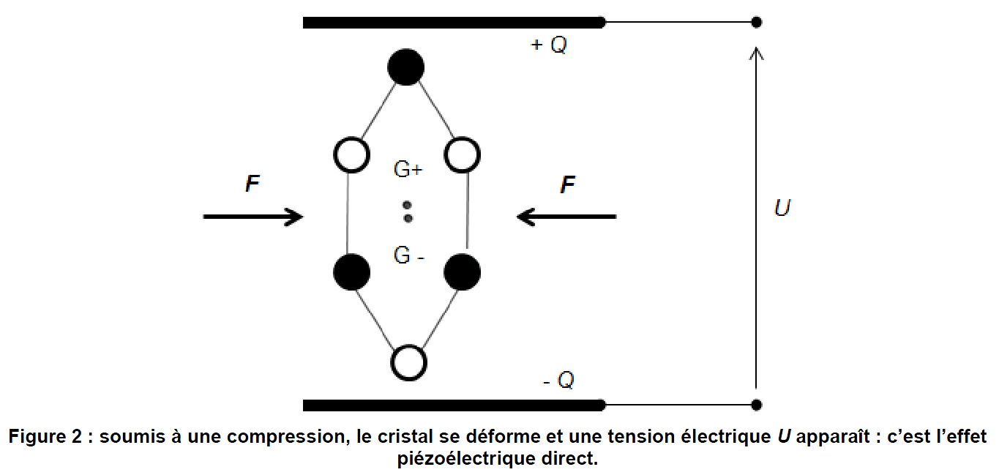 + Q
G+
F
F
U
G -
- Q
Figure 2 : soumis à une compression, le cristal se déforme et une tension électrique U apparaît : c’est l’effet
piézoélectrique direct.